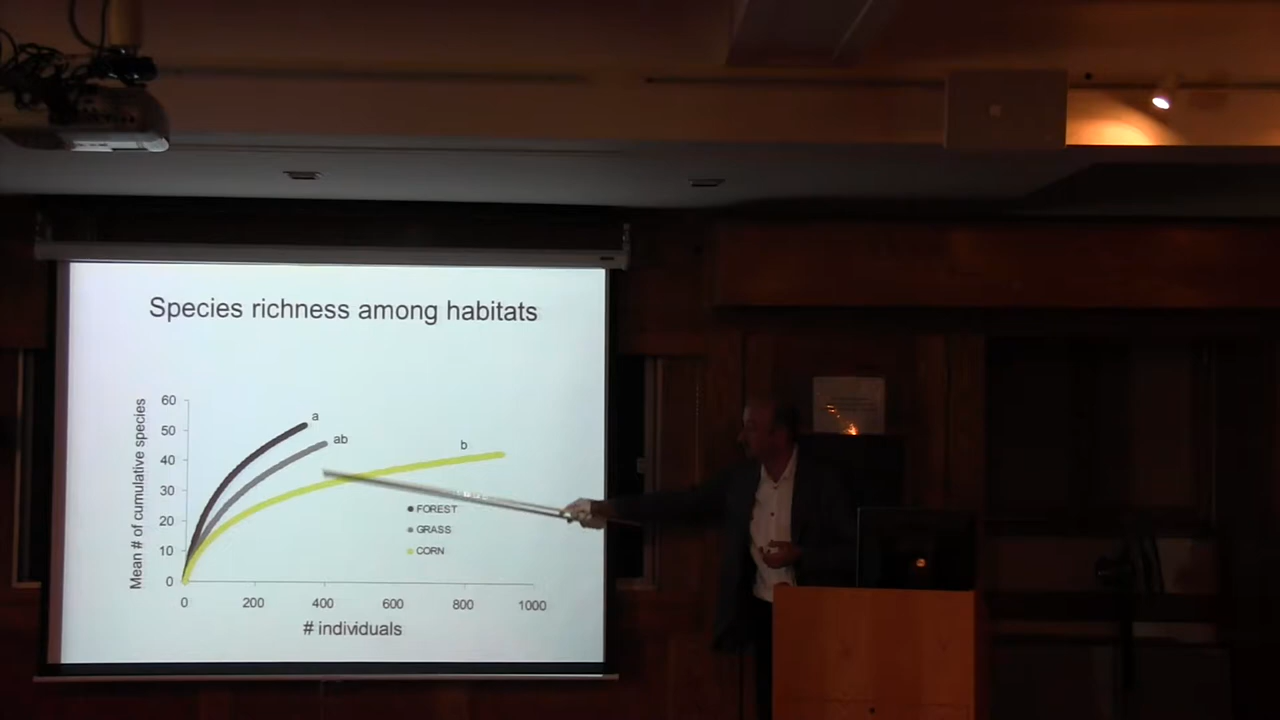 Species richness among habitats
Mean # of cumulative species
60
50
40
30
20
10
0
a
ab
b
FOREST
GRASS
CORN
0 200 400 600 800 1000
# individuals